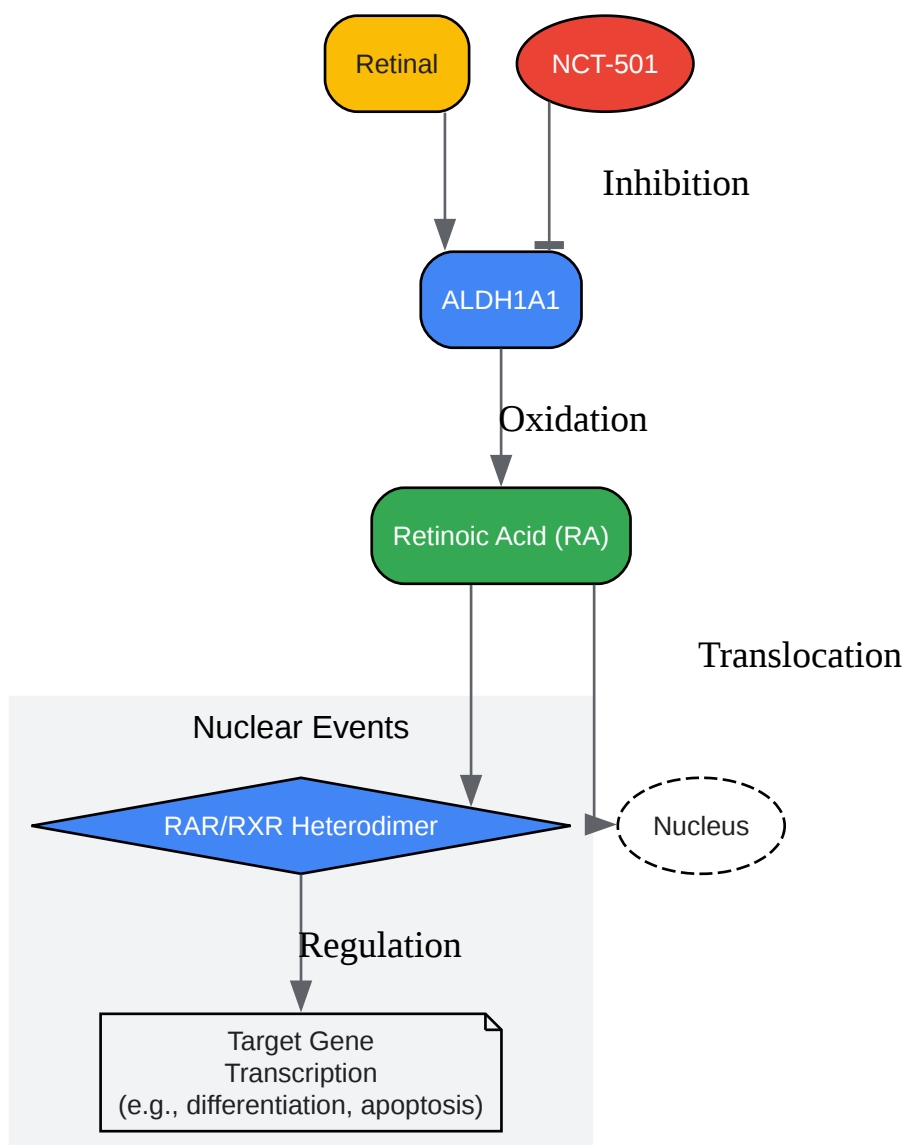 Retinal
NCT-501
Inhibition
ALDH1A1
Oxidation
Retinoic Acid (RA)
Translocation
Nuclear Events
RAR/RXR Heterodimer
Nucleus
Regulation
Target Gene
Transcription
(e.g., differentiation, apoptosis)